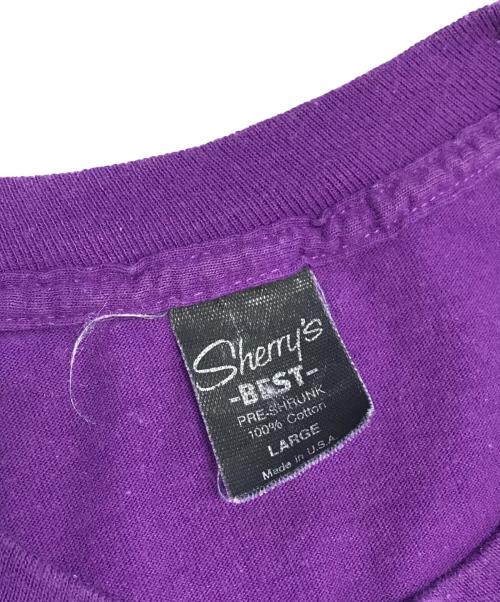 Sherry's
-BEST-
PRE-SHRUNK
100% Cotton
LARGE
Made in U.S.A